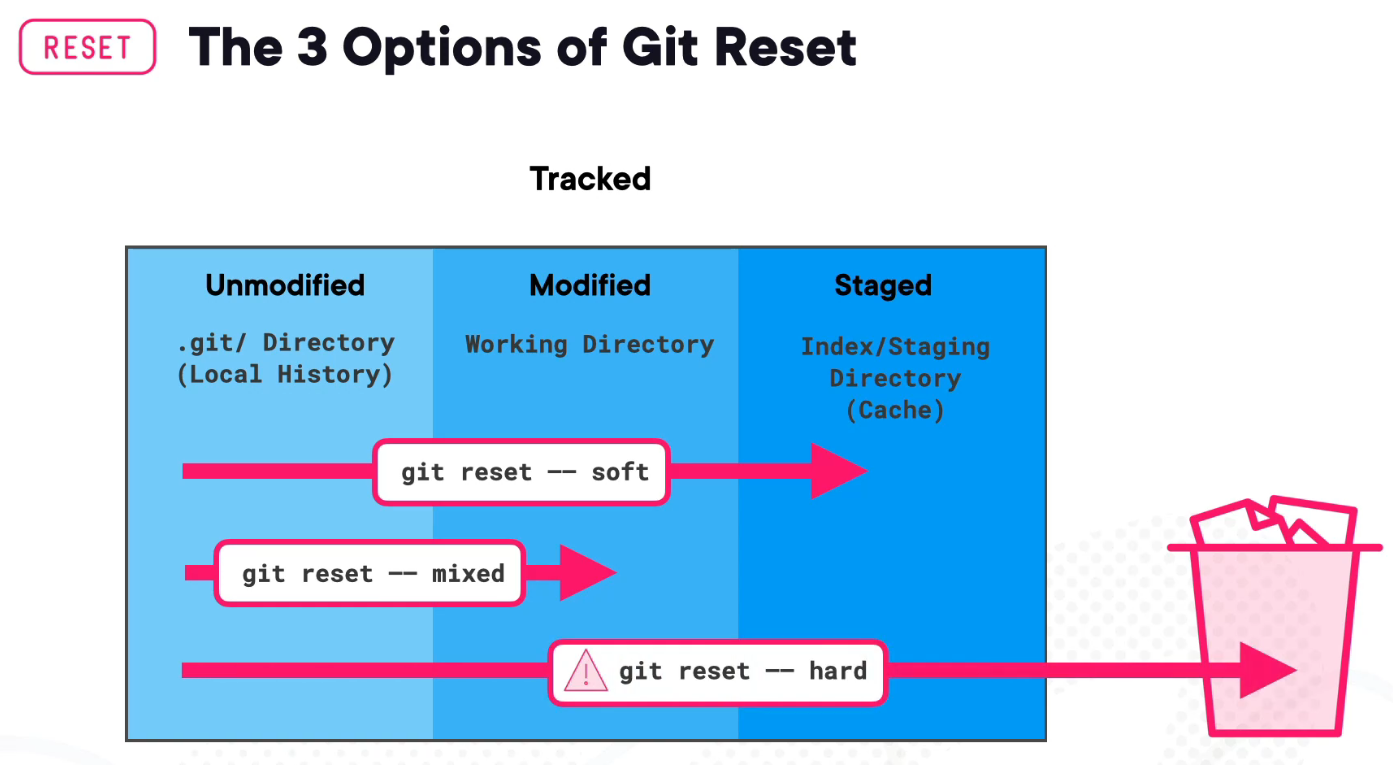 RESET
The 3 Options of Git Reset
Tracked
Unmodified
Modified
Staged
.git/ Directory
(Local History)
Working Directory
Index/Staging
Directory
(Cache)
git reset -- soft
git reset -- mixed
git reset -- hard